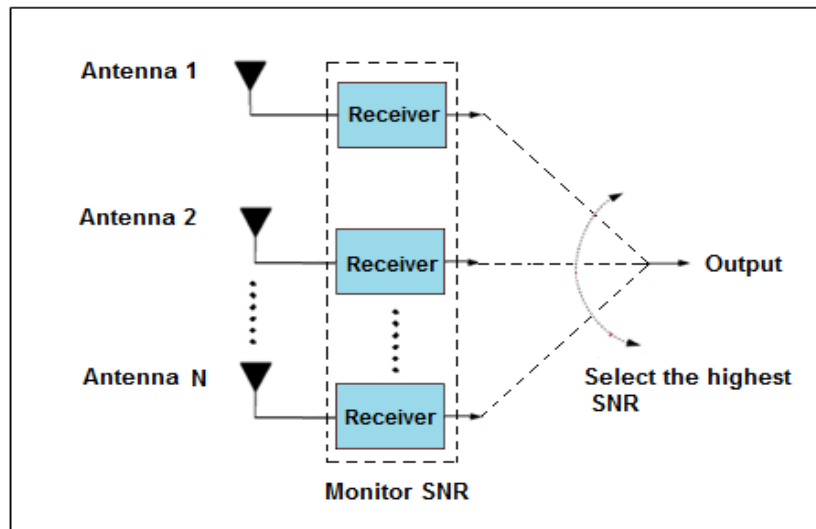 Antenna 1
Receiver
Antenna 2
Receiver
Output
Antenna N
Receiver
Select the highest
SNR
Monitor SNR